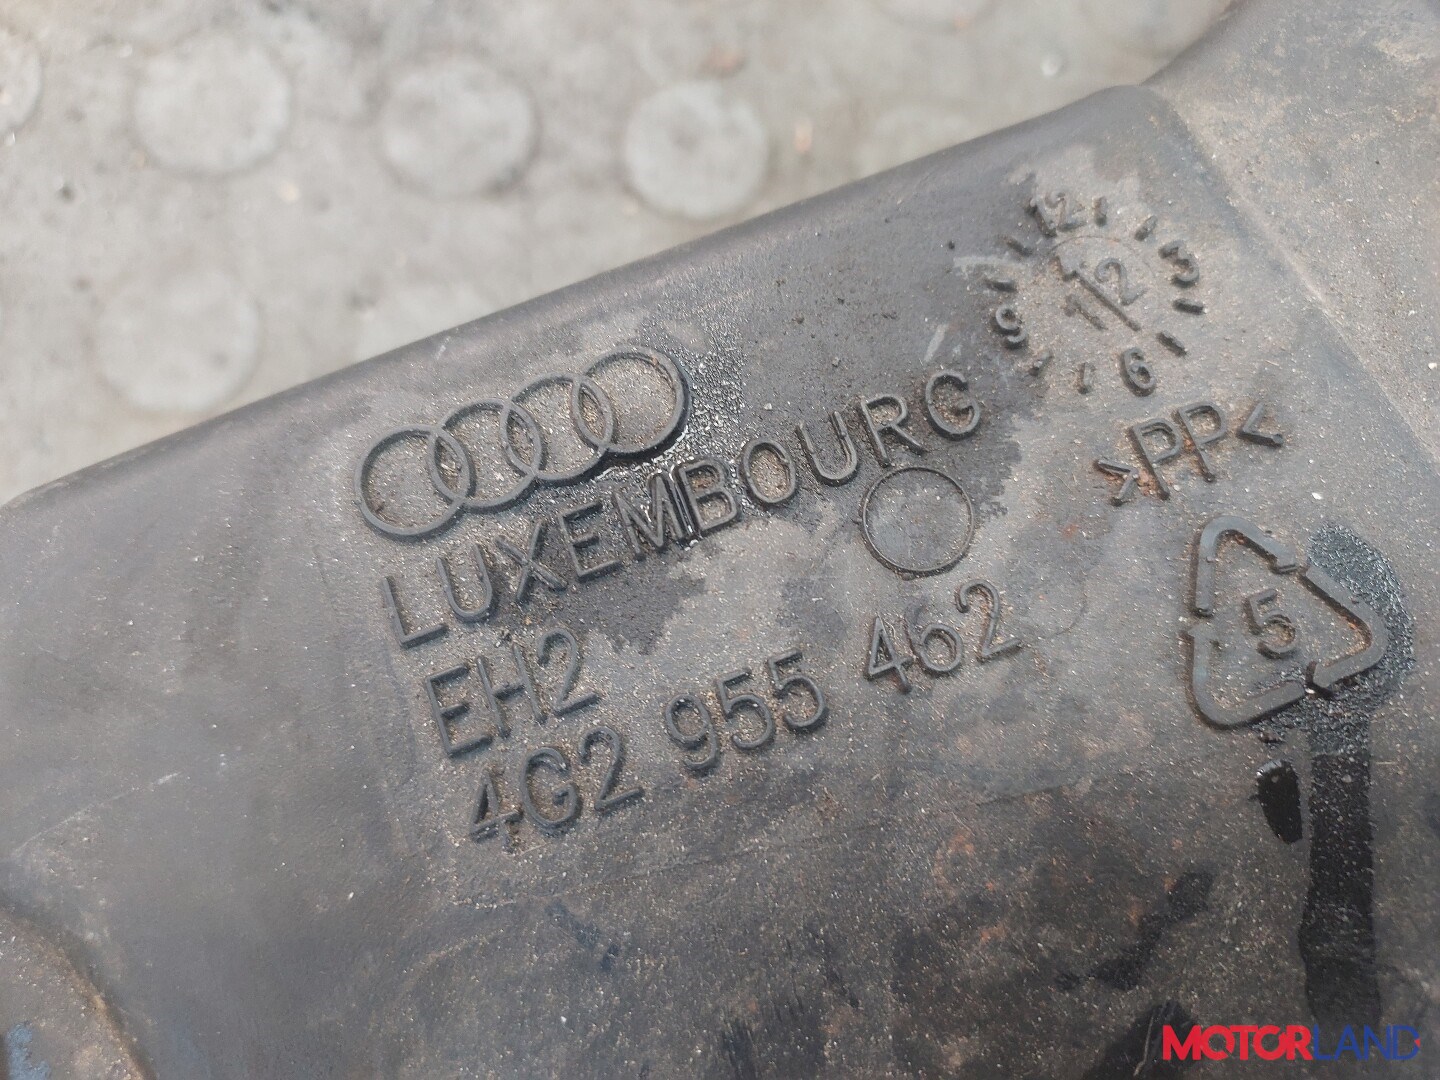 12
3
6
9
12
LUXEMBOURG
>PP<
EH2
5
4G2 955 462
MOTORLAND